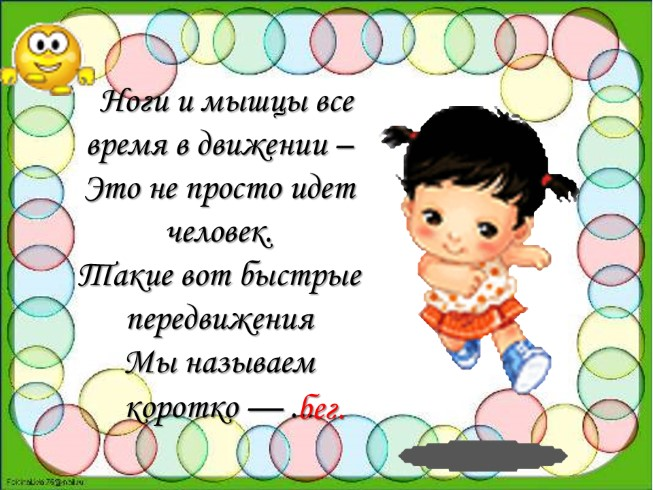 Ноги и мышцы все
время в движении –
Это не просто идет
человек.
Такие вот быстрые
передвижения
Мы называем
коротко — .бег.